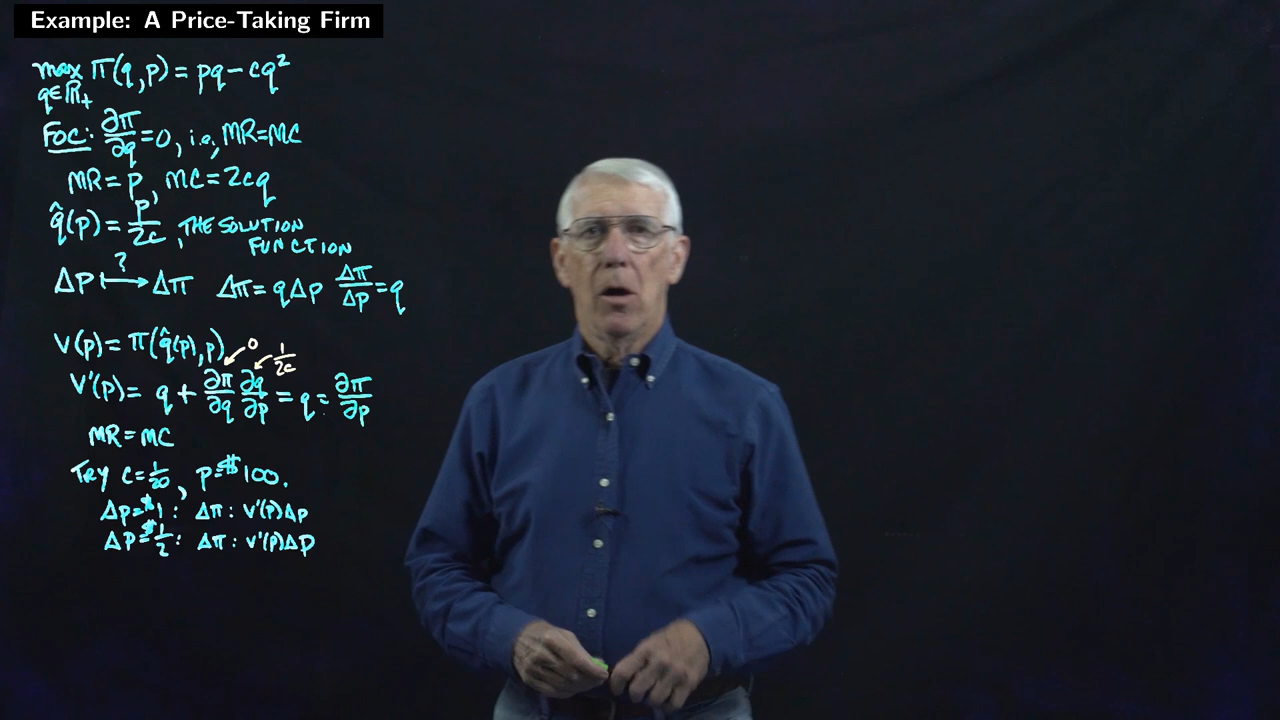 Example: A Price-Taking Firm
max π(q,p) = pq − cq²
q∈ℝ₊
FOC: ∂π/∂q = 0, i.e., MR=MC
MR = p, MC = 2cq
q̂(p) = p/2c, THE SOLUTION
FUNCTION
Δp ↦? Δπ Δπ = qΔp Δπ/Δp = q
V(p) = π(q̂(p), p) 0 1/2c
V'(p) = q + ∂π/∂q ∂q/∂p = q = ∂π/∂p
MR = MC
TRY c = 1/20, p = $100.
Δp = $1 : Δπ : V'(p)Δp
Δp = $1/2 : Δπ : V'(p)Δp